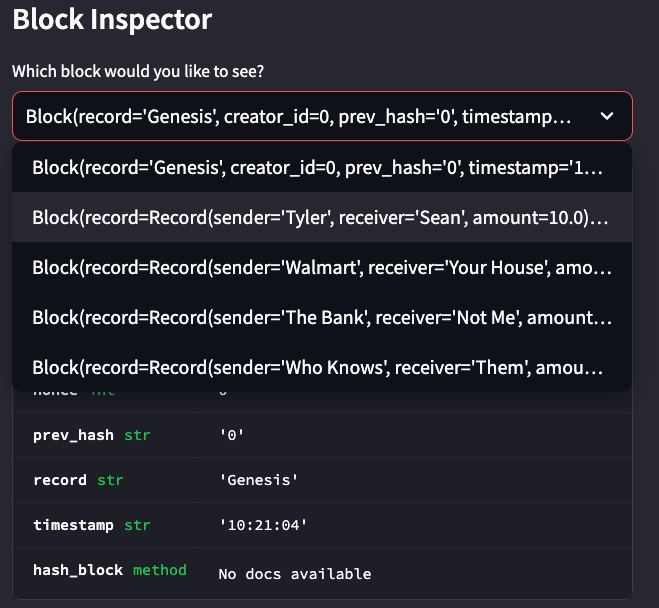 Block Inspector
Which block would you like to see?
Block(record='Genesis', creator_id=0, prev_hash='0', timestamp...
Block(record='Genesis', creator_id=0, prev_hash='0', timestamp='1...
Block(record=Record(sender='Tyler', receiver='Sean', amount=10.0)...
Block(record=Record(sender='Walmart', receiver='Your House', amo...
Block(record=Record(sender='The Bank', receiver='Not Me', amount...
Block(record=Record(sender='Who Knows', receiver='Them', amou...
prev_hash str '0'
record str 'Genesis'
timestamp str '10:21:04'
hash_block method No docs available